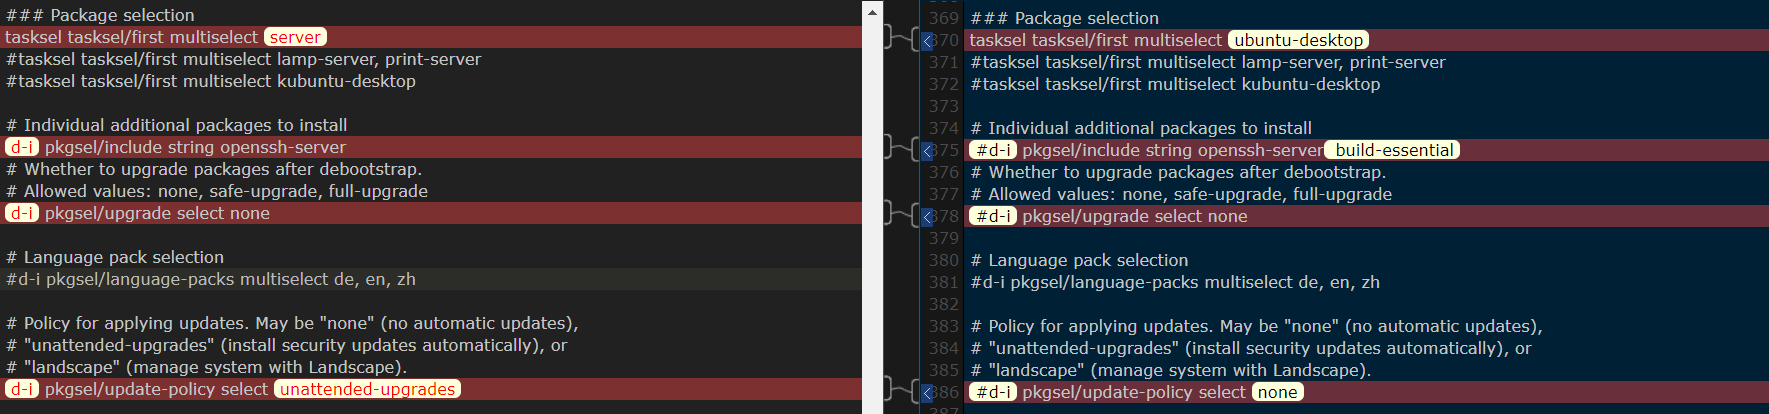 ### Package selection
tasksel tasksel/first multiselect server
#tasksel tasksel/first multiselect lamp-server, print-server
#tasksel tasksel/first multiselect kubuntu-desktop
# Individual additional packages to install
d-i pkgsel/include string openssh-server
# Whether to upgrade packages after debootstrap.
# Allowed values: none, safe-upgrade, full-upgrade
d-i pkgsel/upgrade select none
# Language pack selection
#d-i pkgsel/language-packs multiselect de, en, zh
# Policy for applying updates. May be "none" (no automatic updates),
# "unattended-upgrades" (install security updates automatically), or
# "landscape" (manage system with Landscape).
d-i pkgsel/update-policy select unattended-upgrades
369 ### Package selection
370 tasksel tasksel/first multiselect ubuntu-desktop
371 #tasksel tasksel/first multiselect lamp-server, print-server
372 #tasksel tasksel/first multiselect kubuntu-desktop
373
374 # Individual additional packages to install
375 #d-i pkgsel/include string openssh-server build-essential
376 # Whether to upgrade packages after debootstrap.
377 # Allowed values: none, safe-upgrade, full-upgrade
378 #d-i pkgsel/upgrade select none
379
380 # Language pack selection
381 #d-i pkgsel/language-packs multiselect de, en, zh
382
383 # Policy for applying updates. May be "none" (no automatic updates),
384 # "unattended-upgrades" (install security updates automatically), or
385 # "landscape" (manage system with Landscape).
386 #d-i pkgsel/update-policy select none